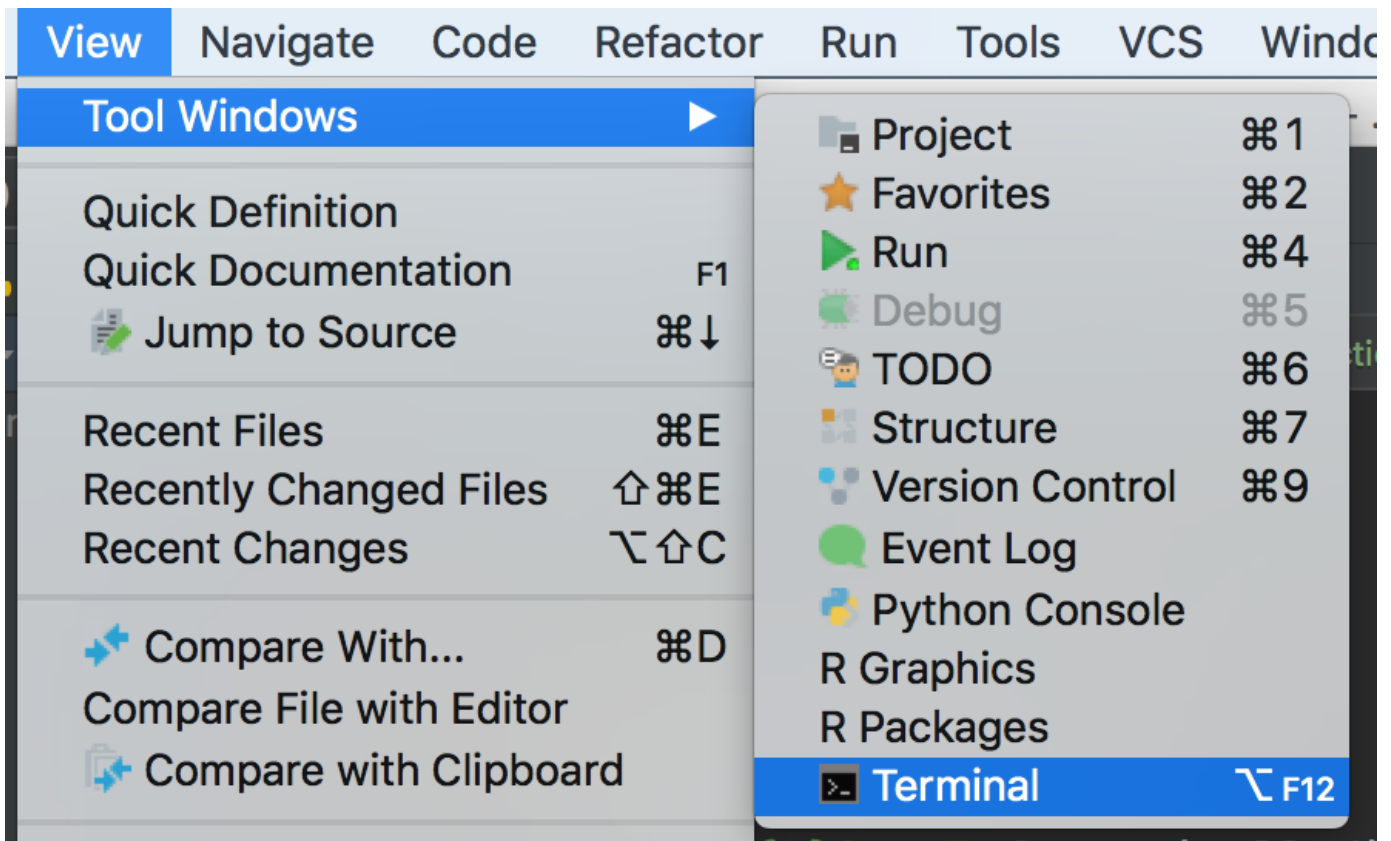 View Navigate Code Refactor Run Tools VCS
Tool Windows ▶
Quick Definition
Quick Documentation F1
Jump to Source ⌘↓
Recent Files ⌘E
Recently Changed Files ⇧⌘E
Recent Changes ⌥⇧C
Compare With... ⌘D
Compare File with Editor
Compare with Clipboard
Project ⌘1
Favorites ⌘2
Run ⌘4
Debug ⌘5
TODO ⌘6
Structure ⌘7
Version Control ⌘9
Event Log
Python Console
R Graphics
R Packages
Terminal ⌥F12